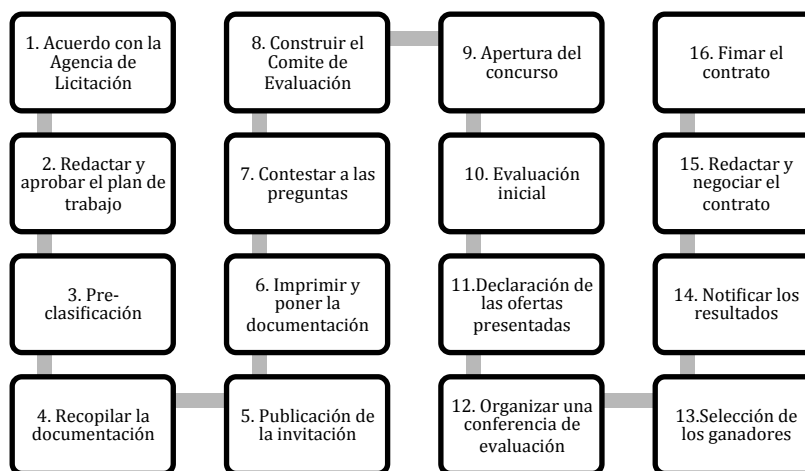 1. Acuerdo con la
Agencia de
Licitación
2. Redactar y
aprobar el plan de
trabajo
3. Pre-
clasificación
4. Recopilar la
documentación
5. Publicación de
la invitación
6. Imprimir y
poner la
documentación
7. Contestar a las
preguntas
8. Construir el
Comite de
Evaluación
9. Apertura del
concurso
10. Evaluación
inicial
11.Declaración de
las ofertas
presentadas
12. Organizar una
conferencia de
evaluación
13.Selección de
los ganadores
14. Notificar los
resultados
15. Redactar y
negociar el
contrato
16. Fimar el
contrato